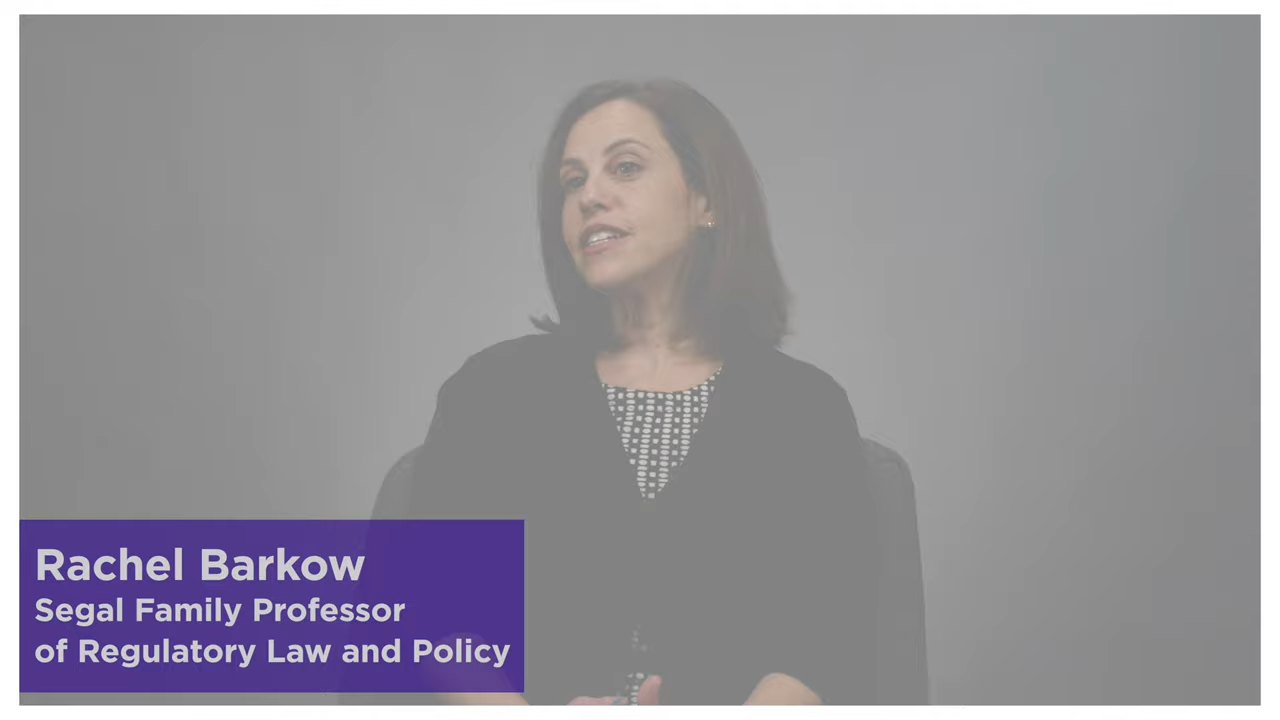 Rachel Barkow
Segal Family Professor
of Regulatory Law and Policy